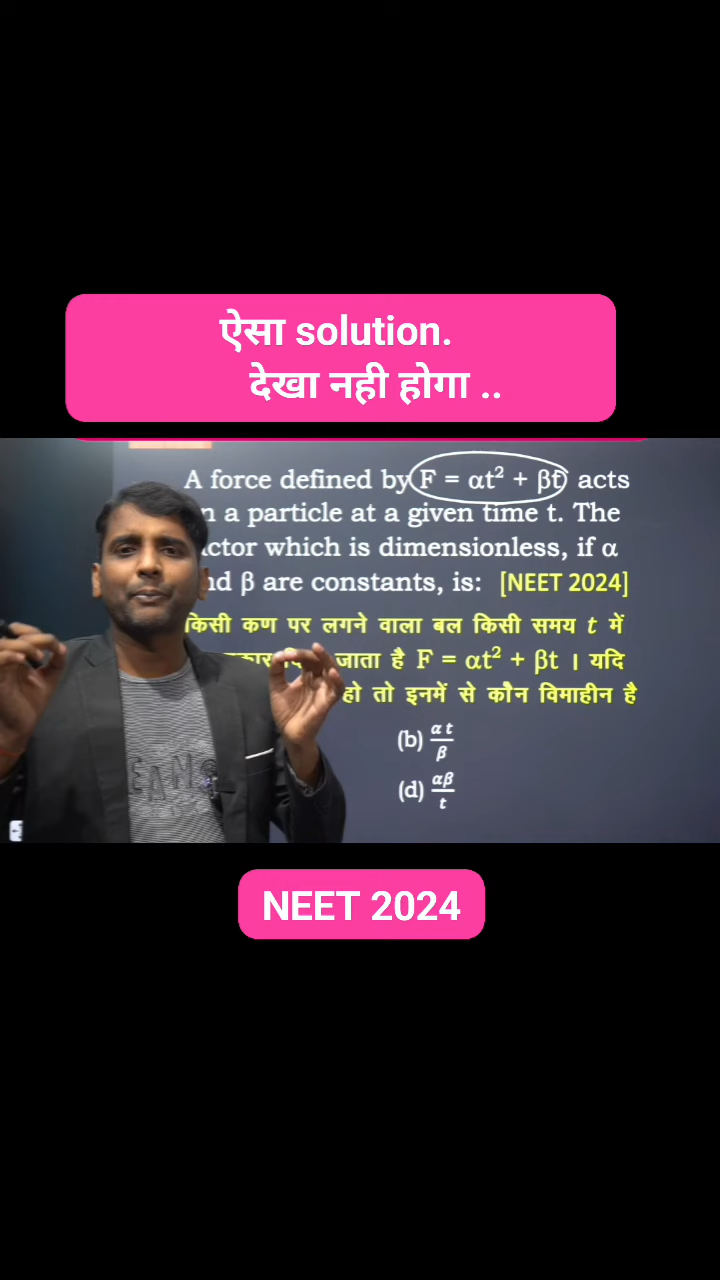 ऐसा solution.
देखा नही होगा ..
A force defined by F = αt² + βt acts
a particle at a given time t. The
which is dimensionless, if α
β are constants, is: [NEET 2024]
किसी कण पर लगने वाला बल किसी समय t में
जाता है F = αt² + βt । यदि
हो तो इनमें से कौन विमाहीन है
(b) αt/β
(d) αβ/t
NEET 2024